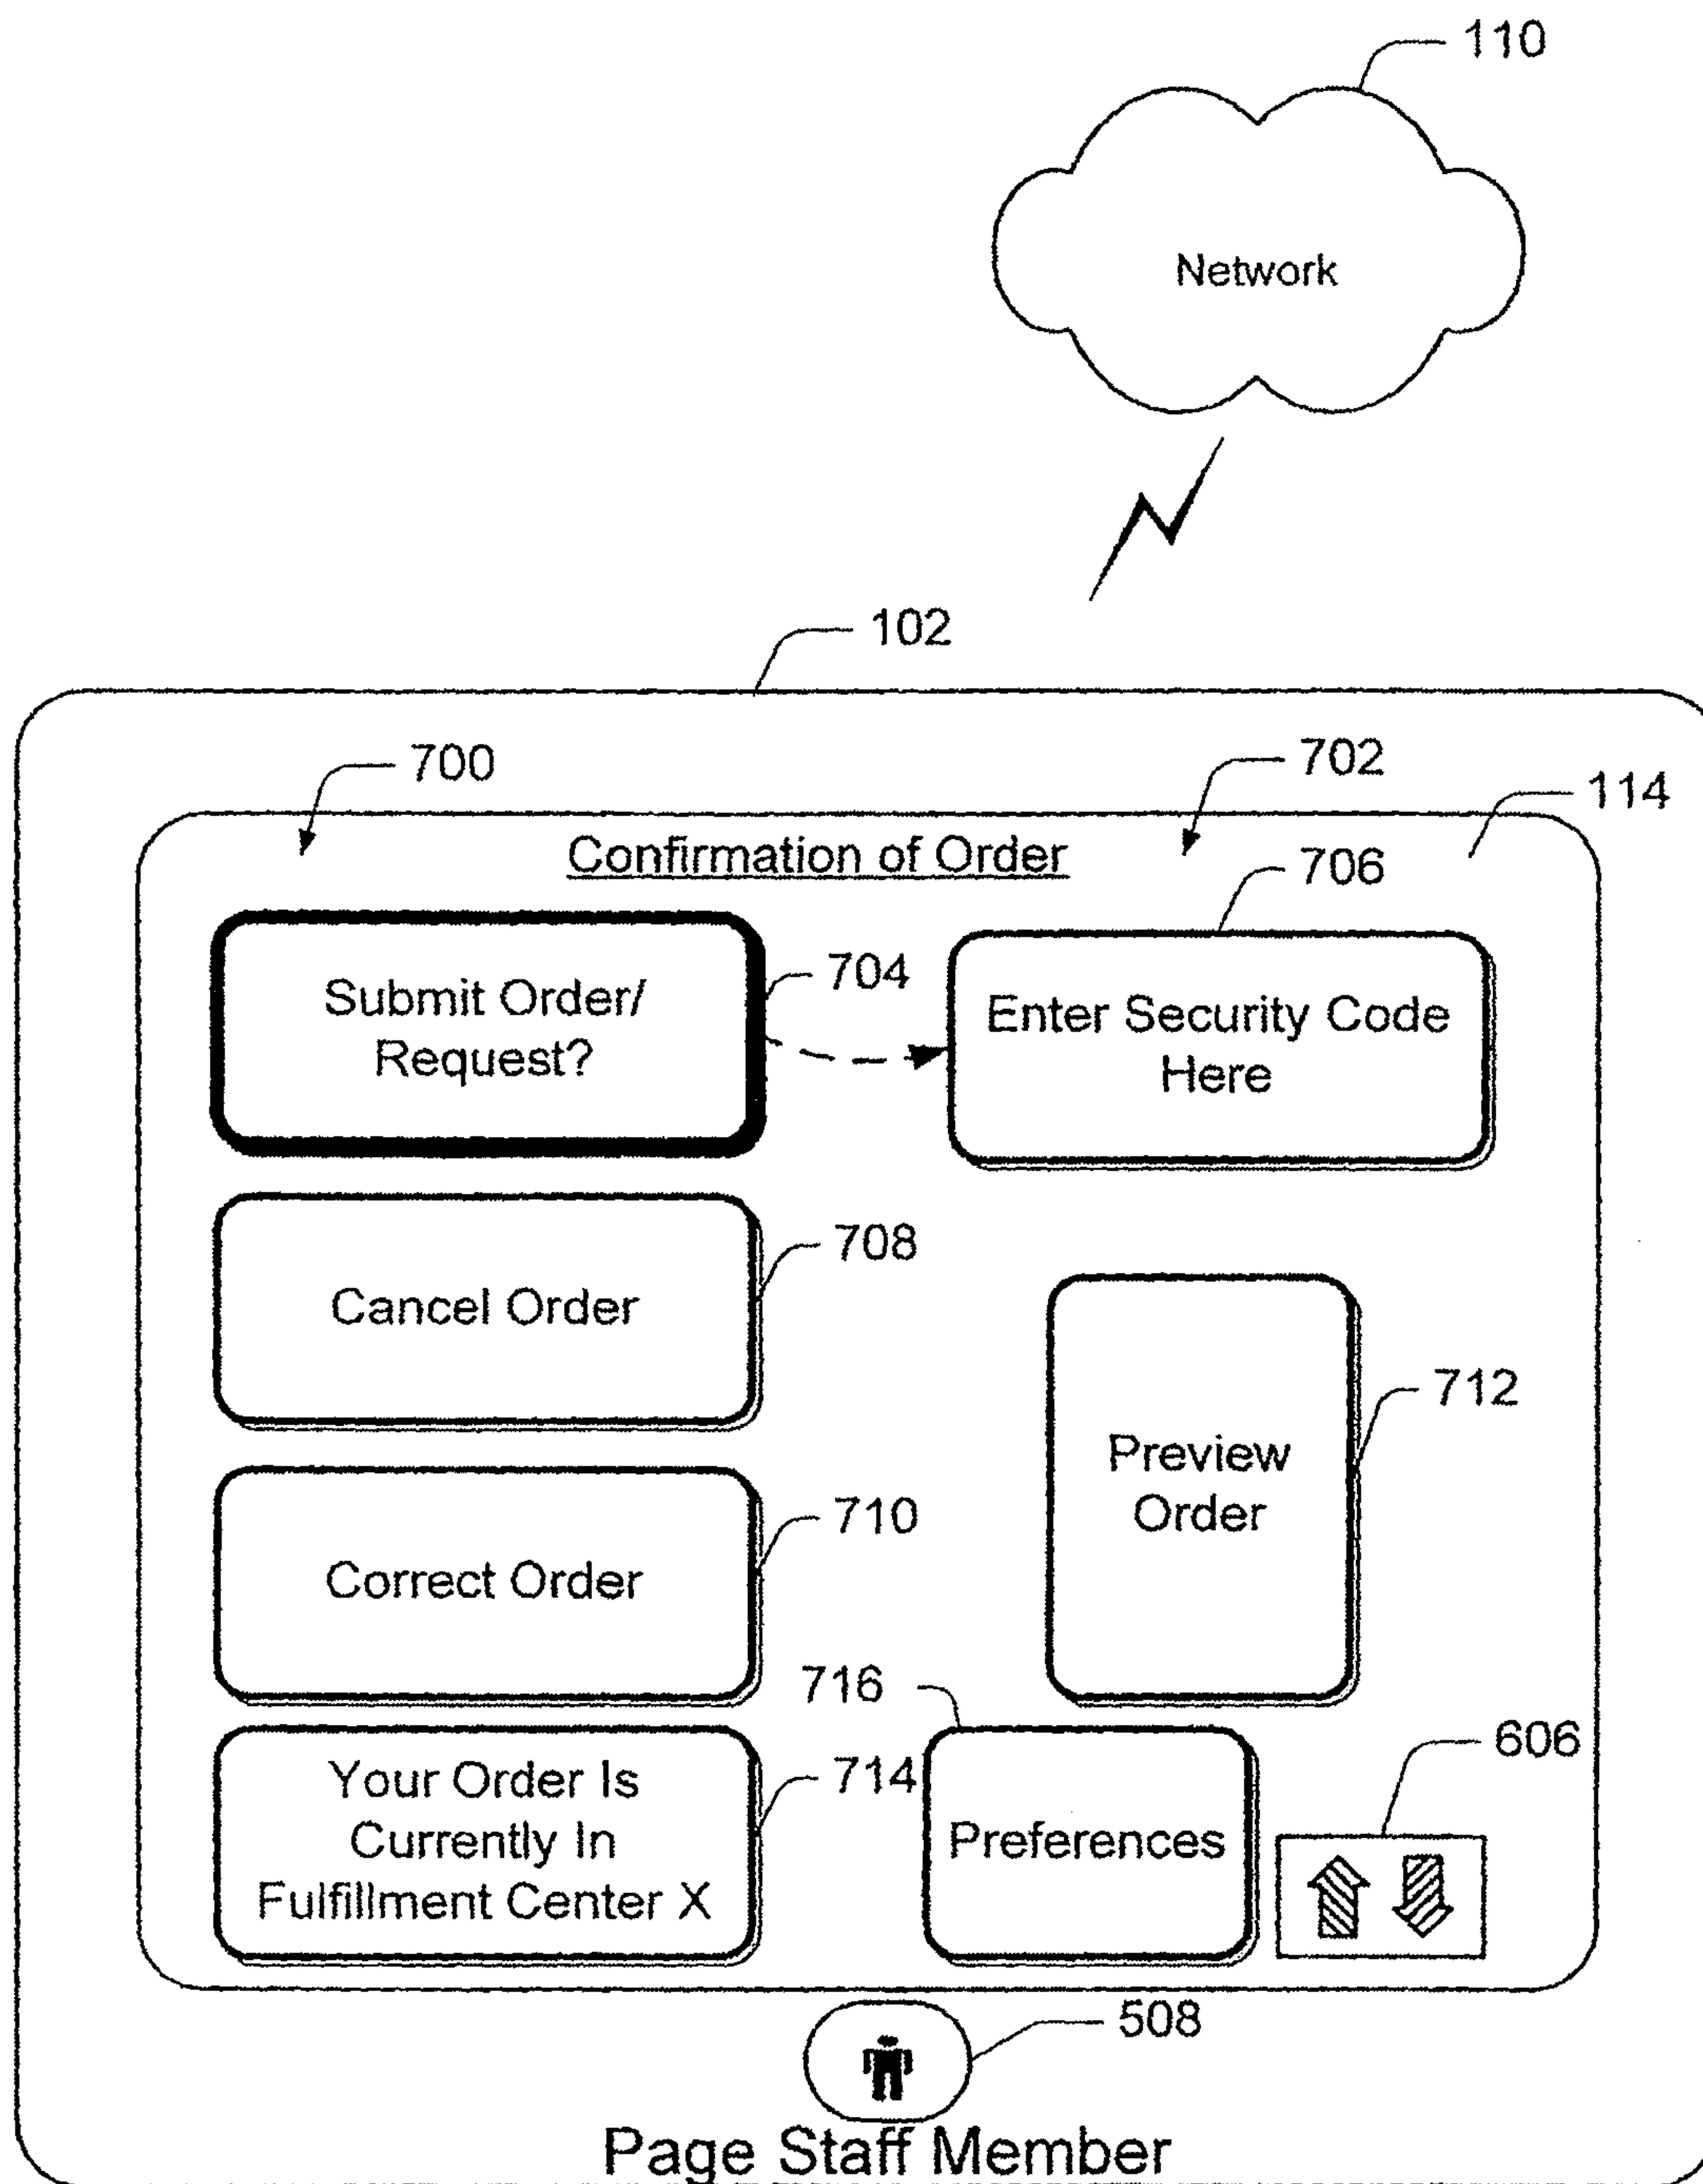 110
Network
102
700
702
114
Confirmation of Order
706
Submit Order/
Request?
704
Enter Security Code
Here
708
Cancel Order
712
Preview
Order
710
Correct Order
716
606
Your Order Is
Currently In
Fulfillment Center X
714
Preferences
508
Page Staff Member